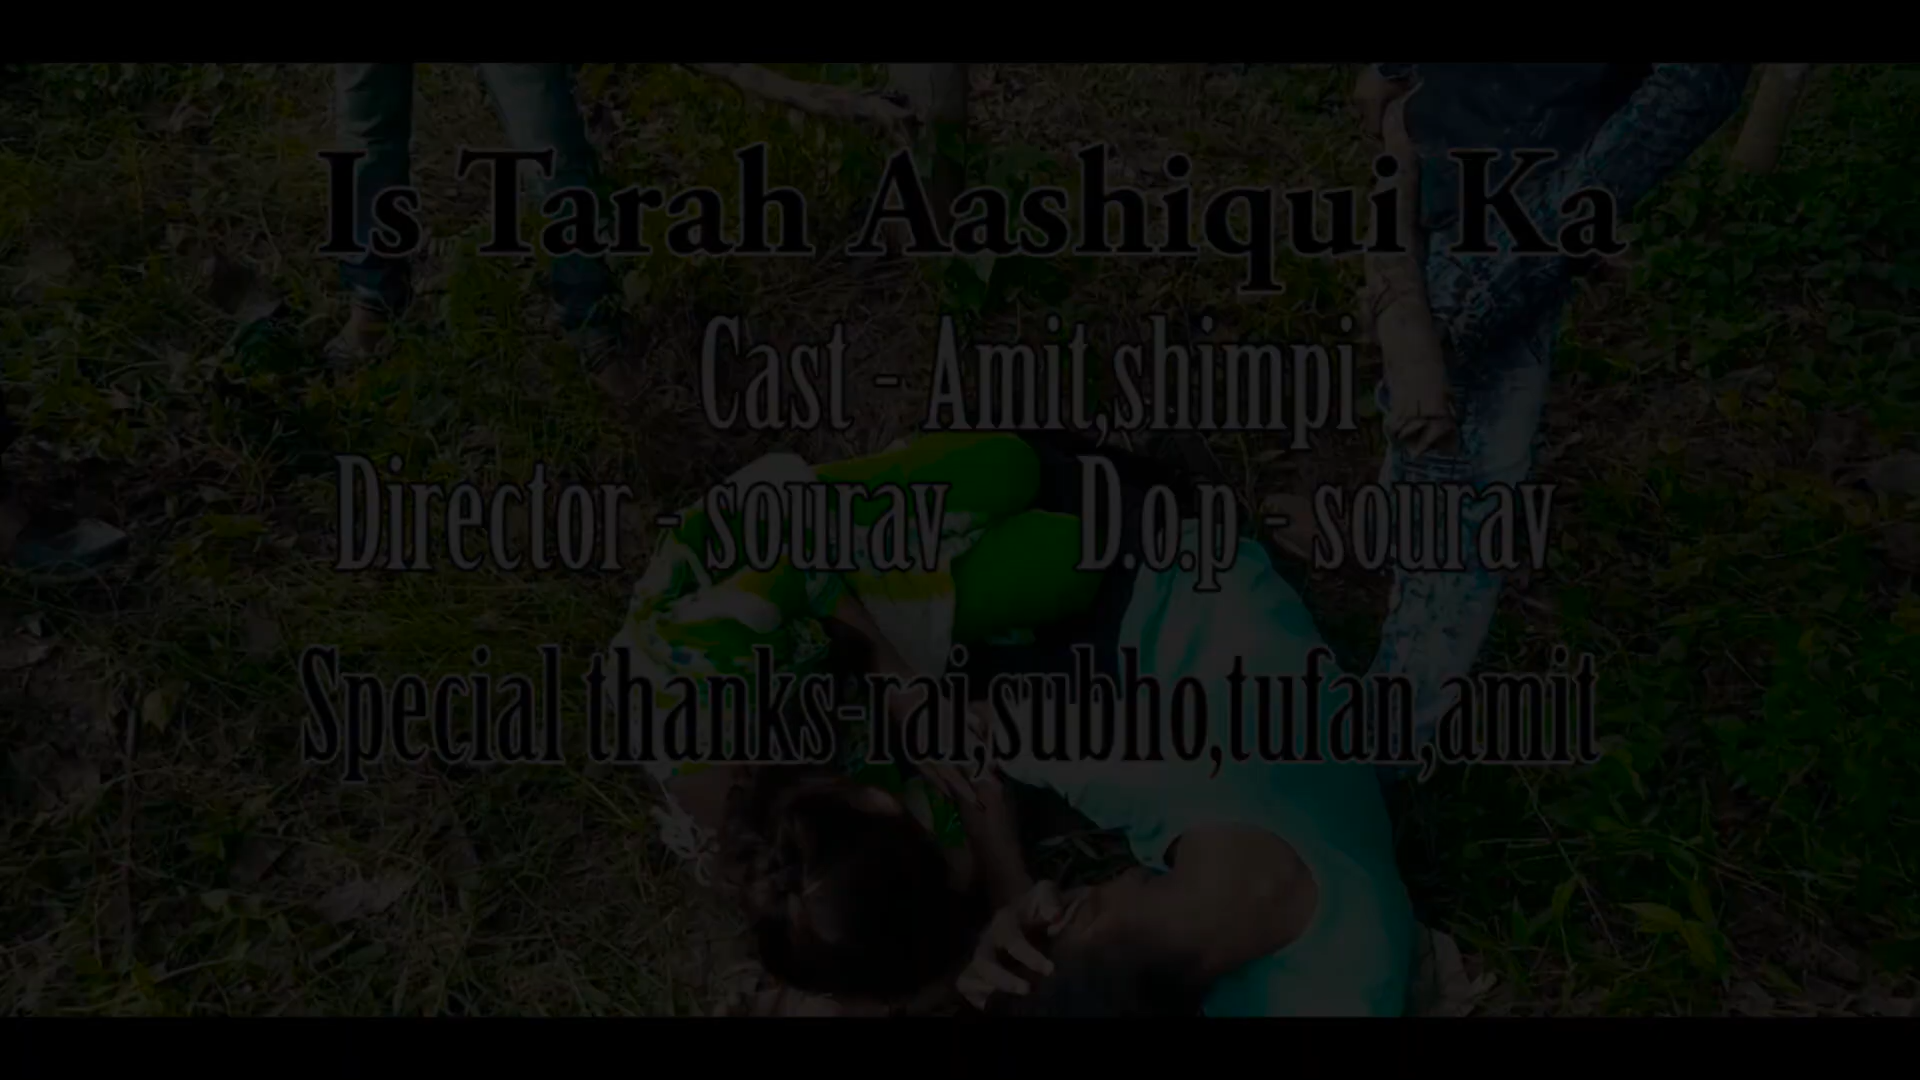 Is Tarah Aashiqui Ka
Cast - Amit,shimpi
Director - sourav D.o.p - sourav
Special thanks-rai,subho,tufan,amit